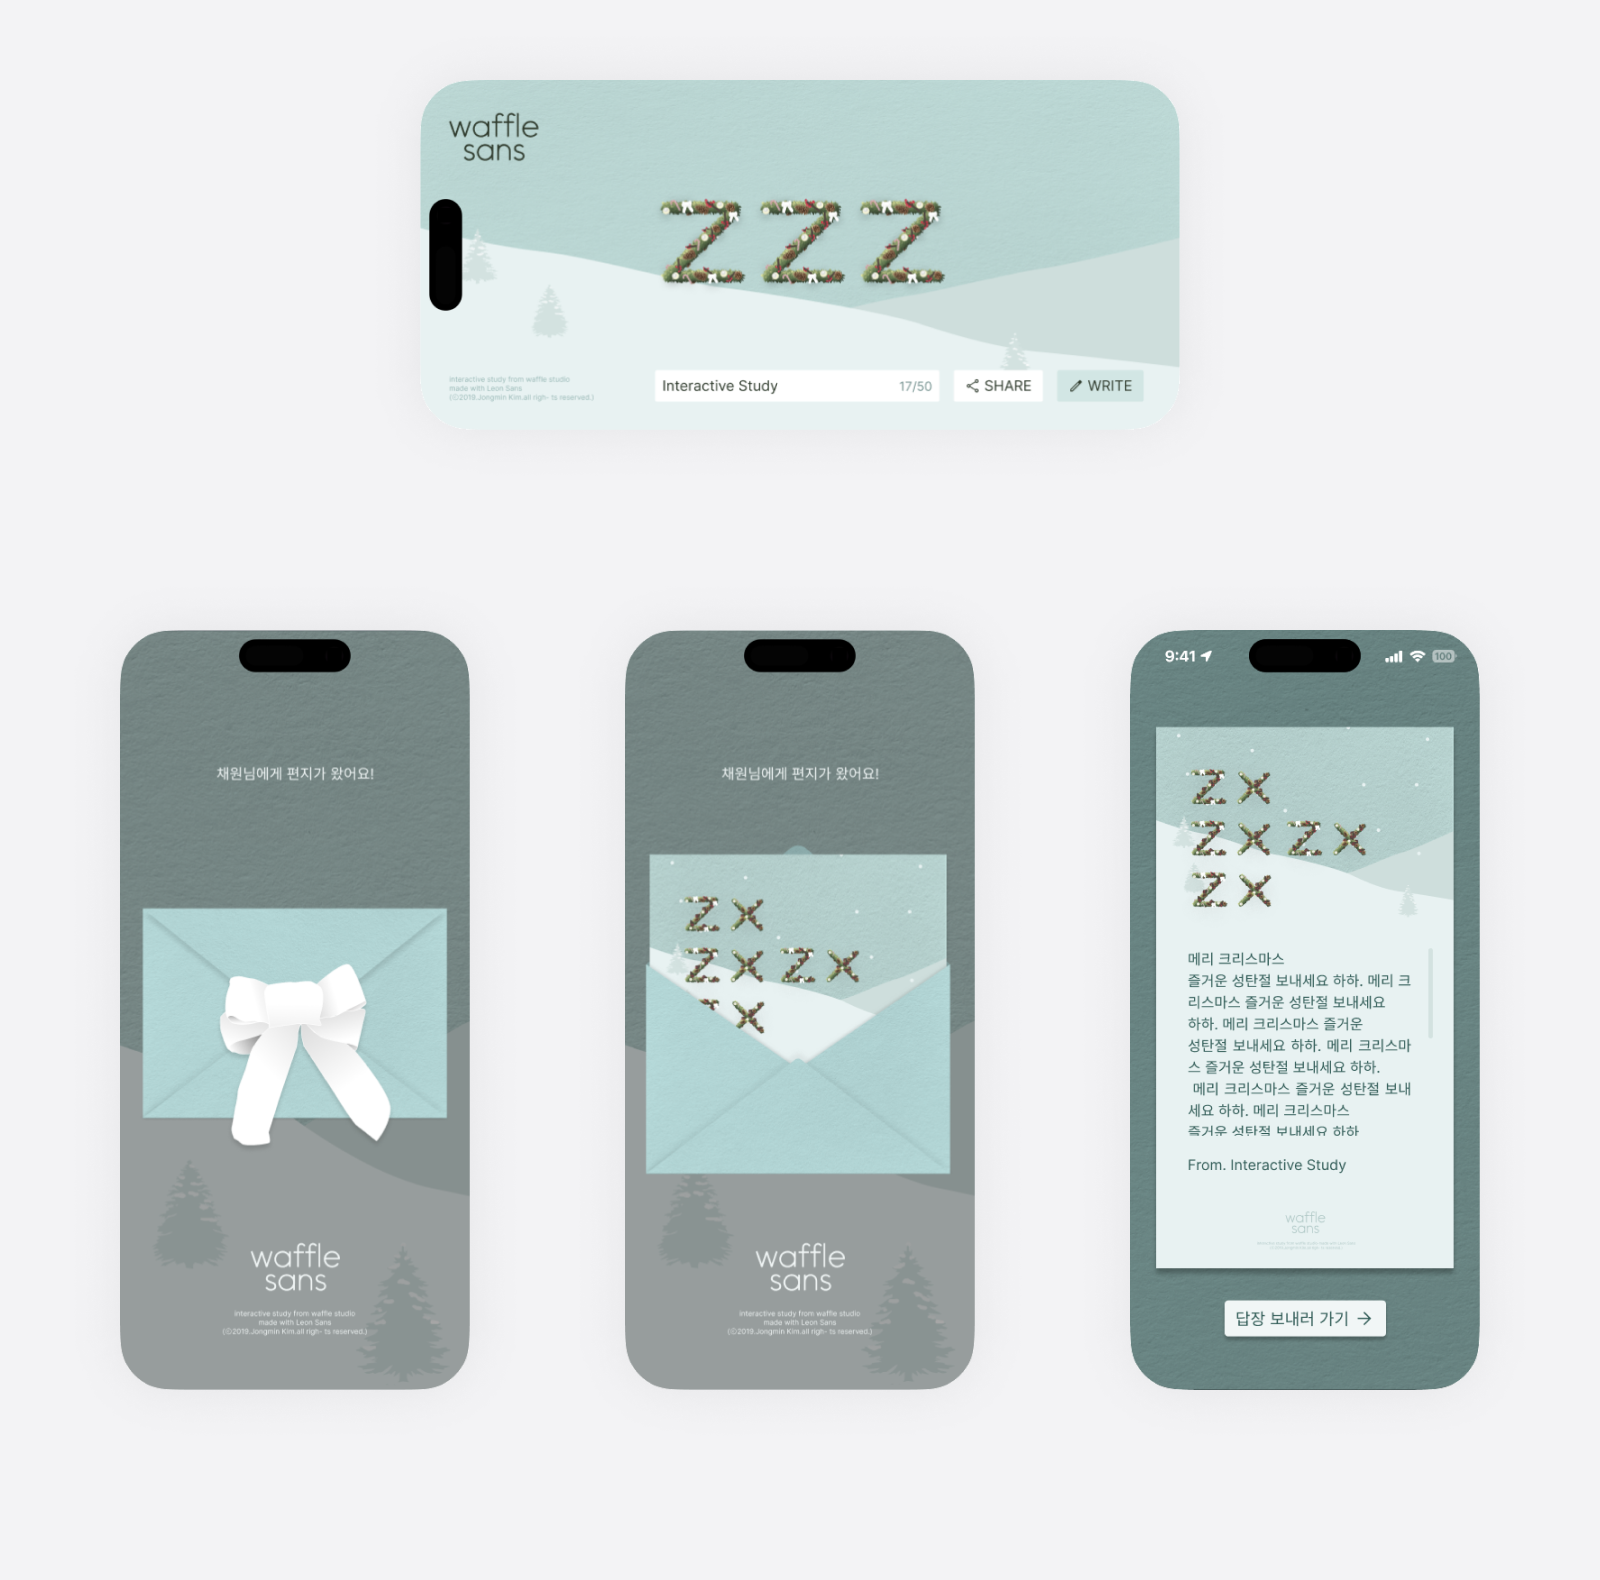 waffle
sans
ZZZ
interactive study from waffle studio
made with Leon Sans
(ⓒ2019.Jongmin Kim.all righ- ts reserved.)
Interactive Study
17/50
SHARE
WRITE
채원님에게 편지가 왔어요!
waffle
sans
interactive study from waffle studio
made with Leon Sans
(ⓒ2019.Jongmin Kim.all righ- ts reserved.)
채원님에게 편지가 왔어요!
ZX
ZXZX
ZX
waffle
sans
interactive study from waffle studio
made with Leon Sans
(ⓒ2019.Jongmin Kim.all righ- ts reserved.)
9:41
100
ZX
ZXZX
ZX
메리 크리스마스
즐거운 성탄절 보내세요 하하. 메리 크
리스마스 즐거운 성탄절 보내세요
하하. 메리 크리스마스 즐거운
성탄절 보내세요 하하. 메리 크리스마
스 즐거운 성탄절 보내세요 하하.
메리 크리스마스 즐거운 성탄절 보내
세요 하하. 메리 크리스마스
즐거운 성탄절 보내세요 하하
From. Interactive Study
waffle
sans
답장 보내러 가기